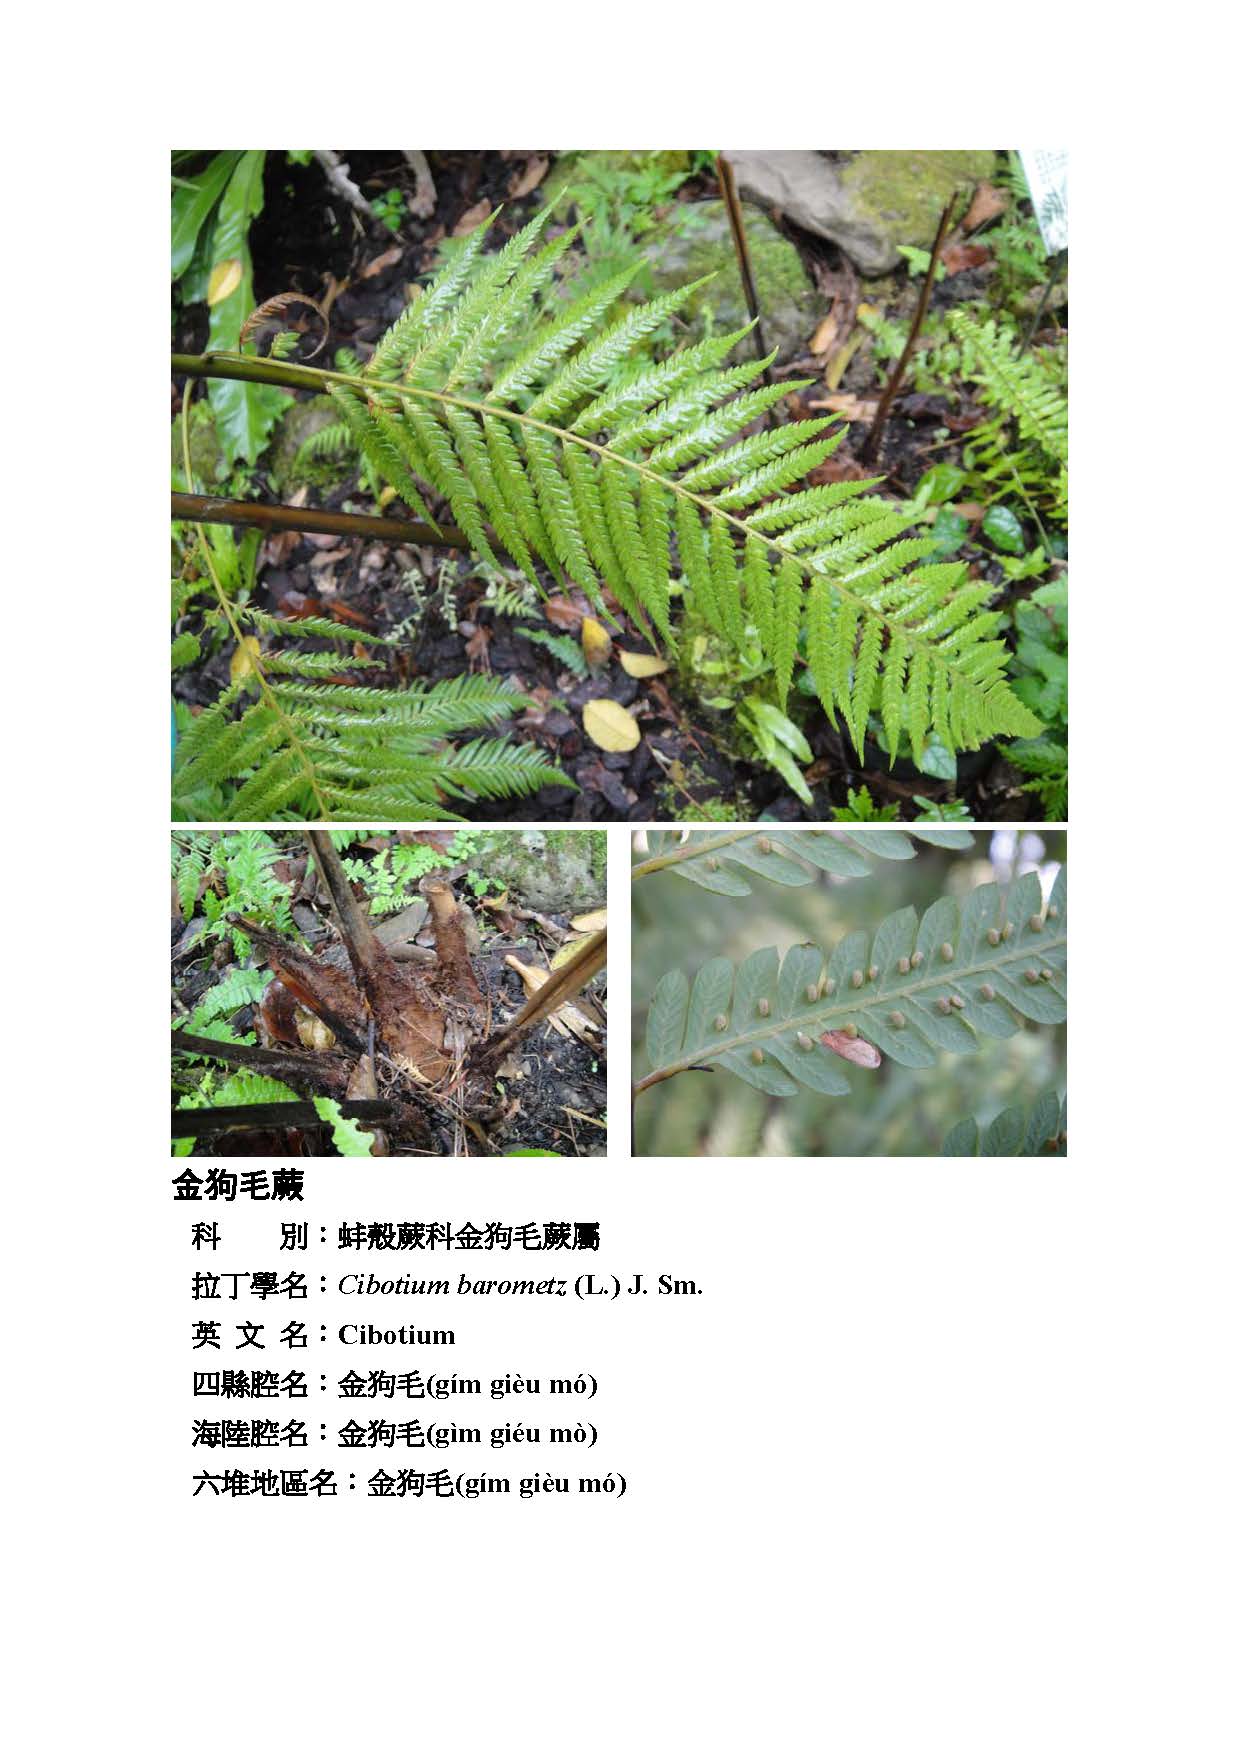 金狗毛蕨
科　　別：蚌殼蕨科金狗毛蕨屬
拉丁學名：Cibotium barometz (L.) J. Sm.
英 文 名：Cibotium
四縣腔名：金狗毛(gím gièu mó)
海陸腔名：金狗毛(gìm giéu mò)
六堆地區名：金狗毛(gím gièu mó)